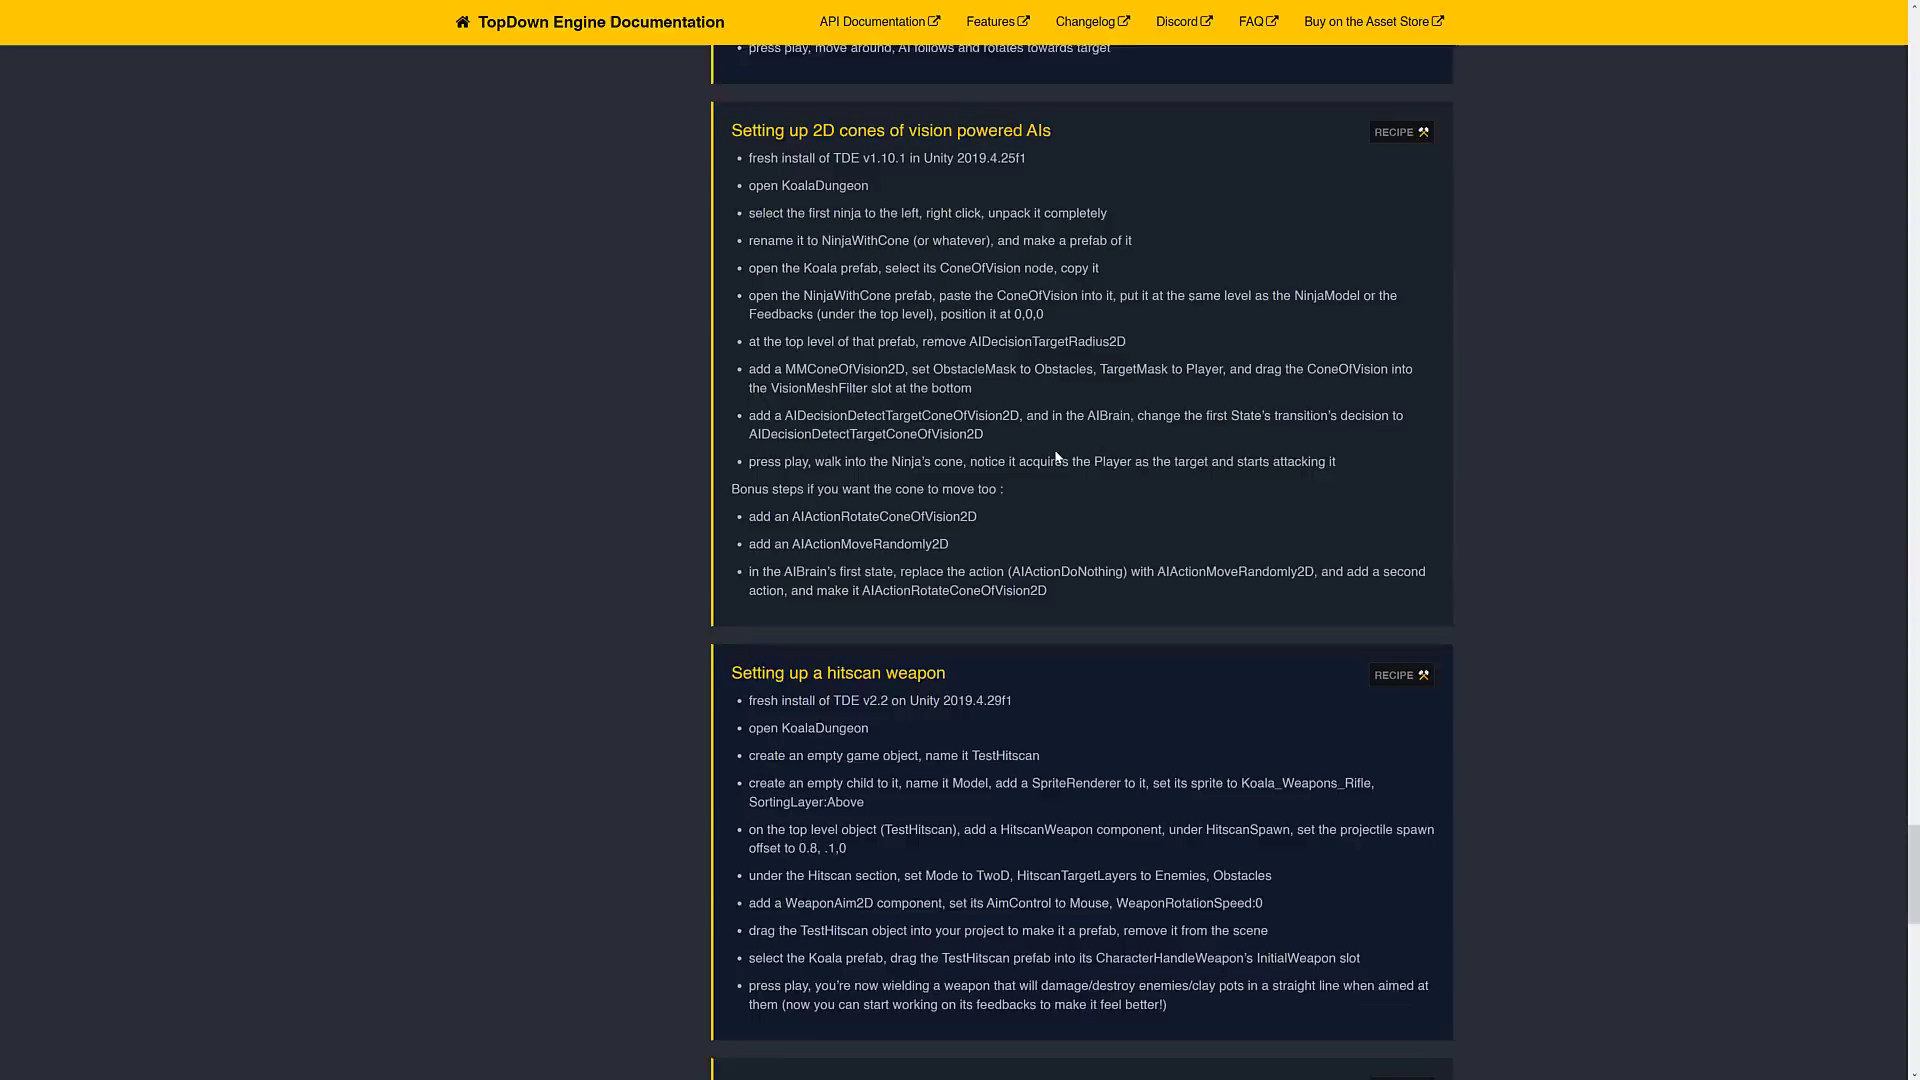 TopDown Engine Documentation
API Documentation
Features
Changelog
Discord
FAQ
Buy on the Asset Store
press play, move around, AI follows and rotates towards target
Setting up 2D cones of vision powered AIs
RECIPE
• fresh install of TDE v1.10.1 in Unity 2019.4.25f1
• open KoalaDungeon
• select the first ninja to the left, right click, unpack it completely
• rename it to NinjaWithCone (or whatever), and make a prefab of it
• open the Koala prefab, select its ConeOfVision node, copy it
• open the NinjaWithCone prefab, paste the ConeOfVision into it, put it at the same level as the NinjaModel or the
Feedbacks (under the top level), position it at 0,0,0
• at the top level of that prefab, remove AIDecisionTargetRadius2D
• add a MMConeOfVision2D, set ObstacleMask to Obstacles, TargetMask to Player, and drag the ConeOfVision into
the VisionMeshFilter slot at the bottom
• add a AIDecisionDetectTargetConeOfVision2D, and in the AIBrain, change the first State's transition's decision to
AIDecisionDetectTargetConeOfVision2D
• press play, walk into the Ninja's cone, notice it acquires the Player as the target and starts attacking it
Bonus steps if you want the cone to move too :
• add an AIActionRotateConeOfVision2D
• add an AIActionMoveRandomly2D
• in the AIBrain's first state, replace the action (AIActionDoNothing) with AIActionMoveRandomly2D, and add a second
action, and make it AIActionRotateConeOfVision2D
Setting up a hitscan weapon
RECIPE
• fresh install of TDE v2.2 on Unity 2019.4.29f1
• open KoalaDungeon
• create an empty game object, name it TestHitscan
• create an empty child to it, name it Model, add a SpriteRenderer to it, set its sprite to Koala_Weapons_Rifle,
SortingLayer:Above
• on the top level object (TestHitscan), add a HitscanWeapon component, under HitscanSpawn, set the projectile spawn
offset to 0.8, .1,0
• under the Hitscan section, set Mode to TwoD, HitscanTargetLayers to Enemies, Obstacles
• add a WeaponAim2D component, set its AimControl to Mouse, WeaponRotationSpeed:0
• drag the TestHitscan object into your project to make it a prefab, remove it from the scene
• select the Koala prefab, drag the TestHitscan prefab into its CharacterHandleWeapon's InitialWeapon slot
• press play, you're now wielding a weapon that will damage/destroy enemies/clay pots in a straight line when aimed at
them (now you can start working on its feedbacks to make it feel better!)